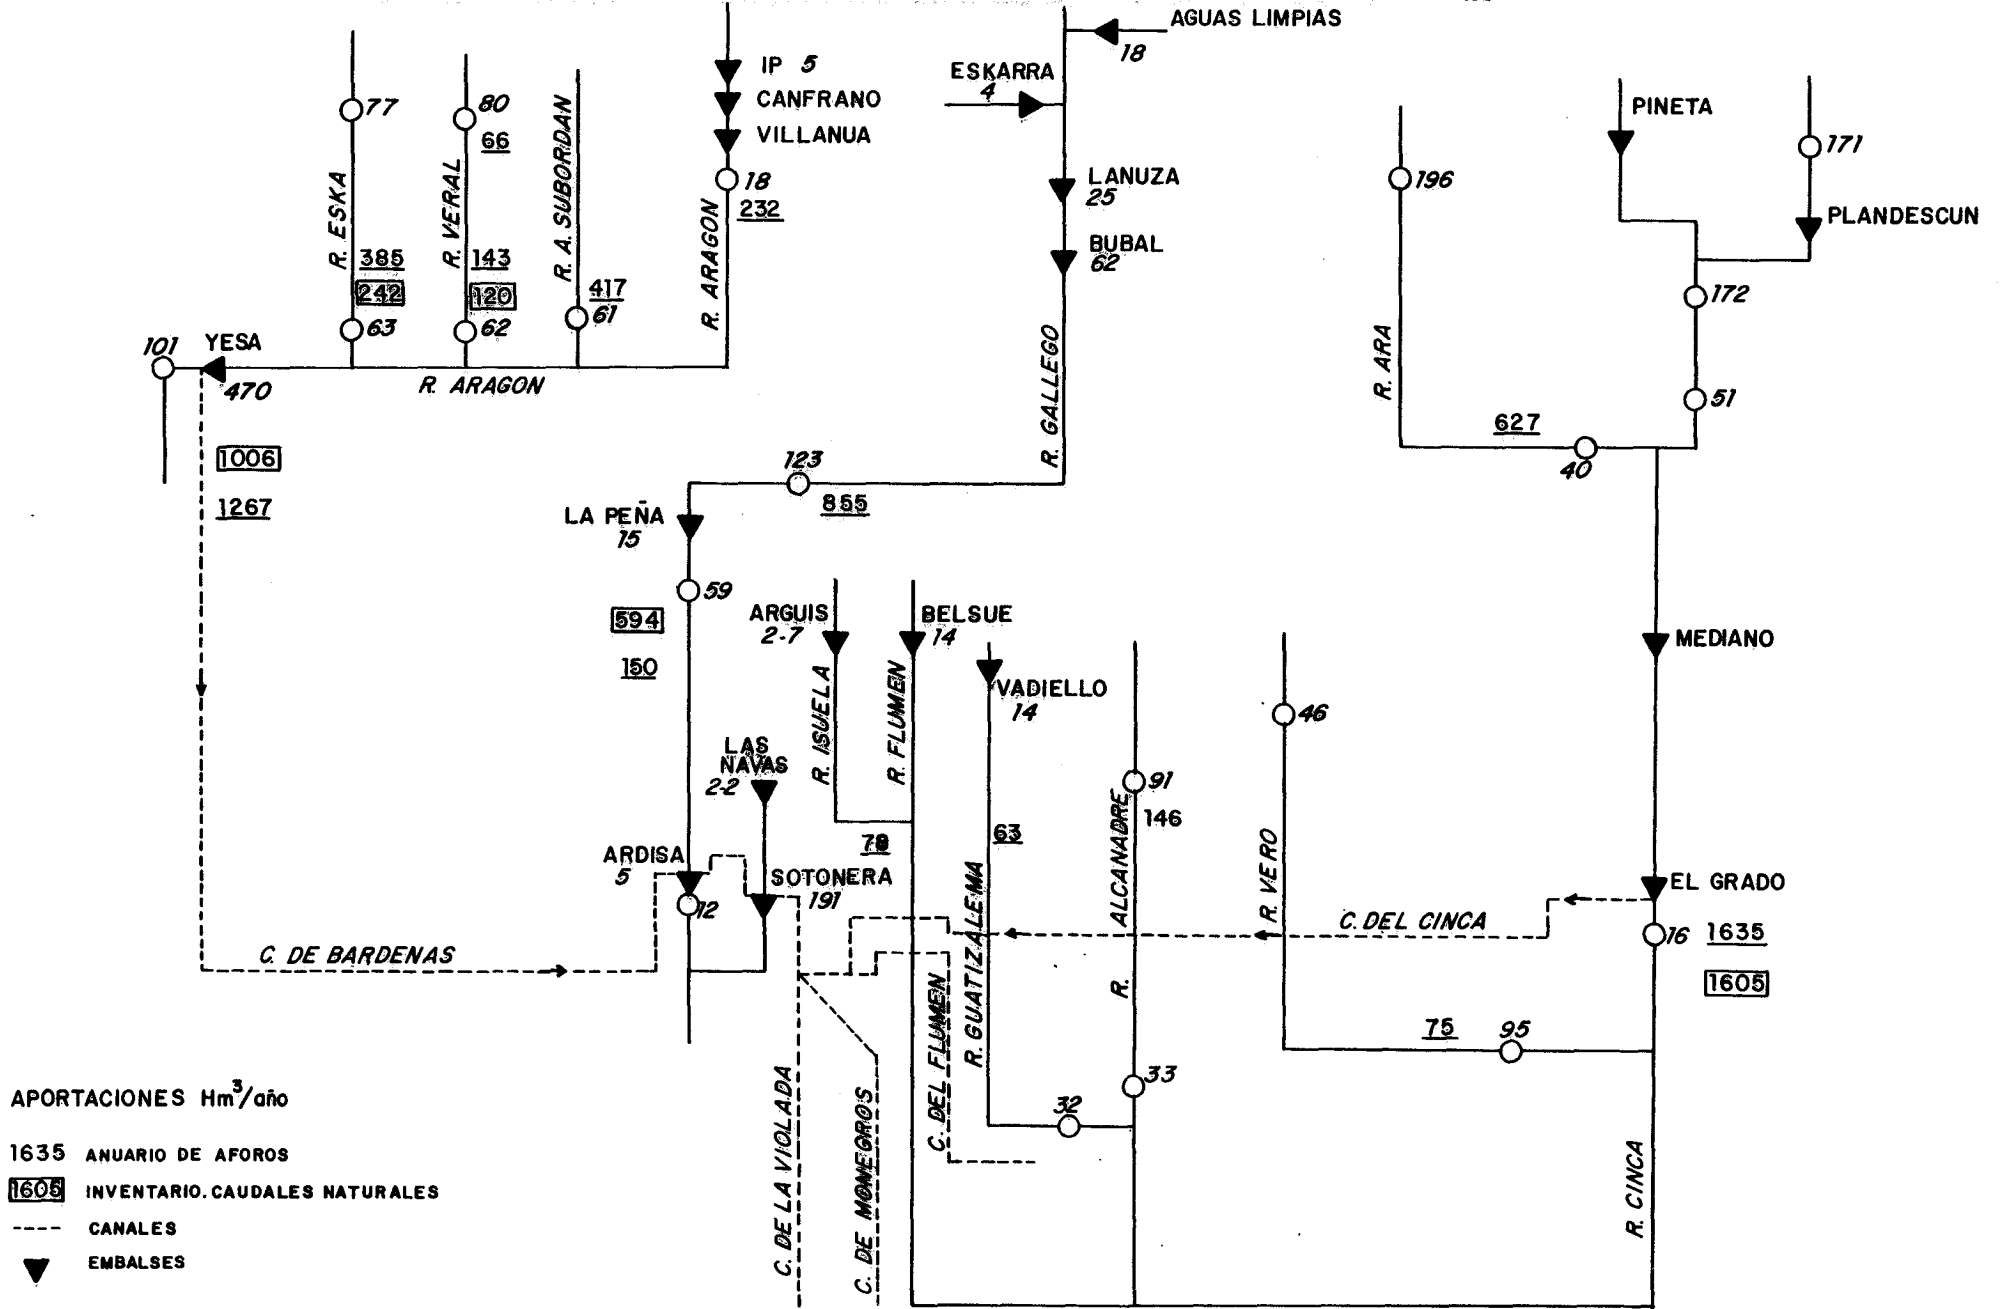 AGUAS LIMPIAS
18
IP 5
CANFRANO
VILLANUA
18
232
R. ARAGON
ESKARRA
4
LANUZA
25
BUBAL
62
R. GALLEGO
77
R. ESKA
385
242
63
80
66
R. VERAL
143
120
62
R. A. SUBORDAN
417
61
101
YESA
470
R. ARAGON
1006
1267
196
R. ARA
PINETA
171
PLANDESCUN
172
51
627
40
123
855
LA PEÑA
15
59
594
150
ARGUIS
2-7
R. ISUELA
BELSUE
14
R. FLUMEN
78
VADIELLO
14
63
R. GUATIZALEMA
91
146
R. ALCANADRE
46
R. VERO
MEDIANO
LAS
NAVAS
2-2
ARDISA
5
12
SOTONERA
191
EL GRADO
16
1635
1605
C. DEL CINCA
C. DE BARDENAS
75
95
33
32
C. DE LA VIOLADA
C. DE MONEGROS
C. DEL FLUMEN
R. CINCA
APORTACIONES Hm³/año
1635 ANUARIO DE AFOROS
1605 INVENTARIO. CAUDALES NATURALES
CANALES
EMBALSES